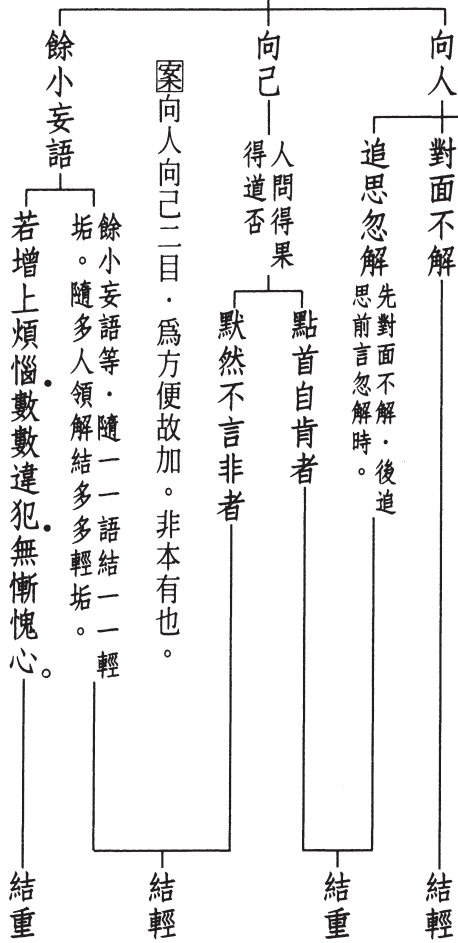 向人
對面不解
結輕
追思忽解
先對面不解．後追
思前言忽解時。
結重
向己
人問得果
得道否
點首自肯者
默然不言非者
結輕
案向人向己二目．爲方便故加。非本有也。
餘小妄語
餘小妄語等．隨一一語結一一輕
垢。隨多人領解結多多輕垢。
若增上煩惱．數數違犯．無慚愧心。
結重